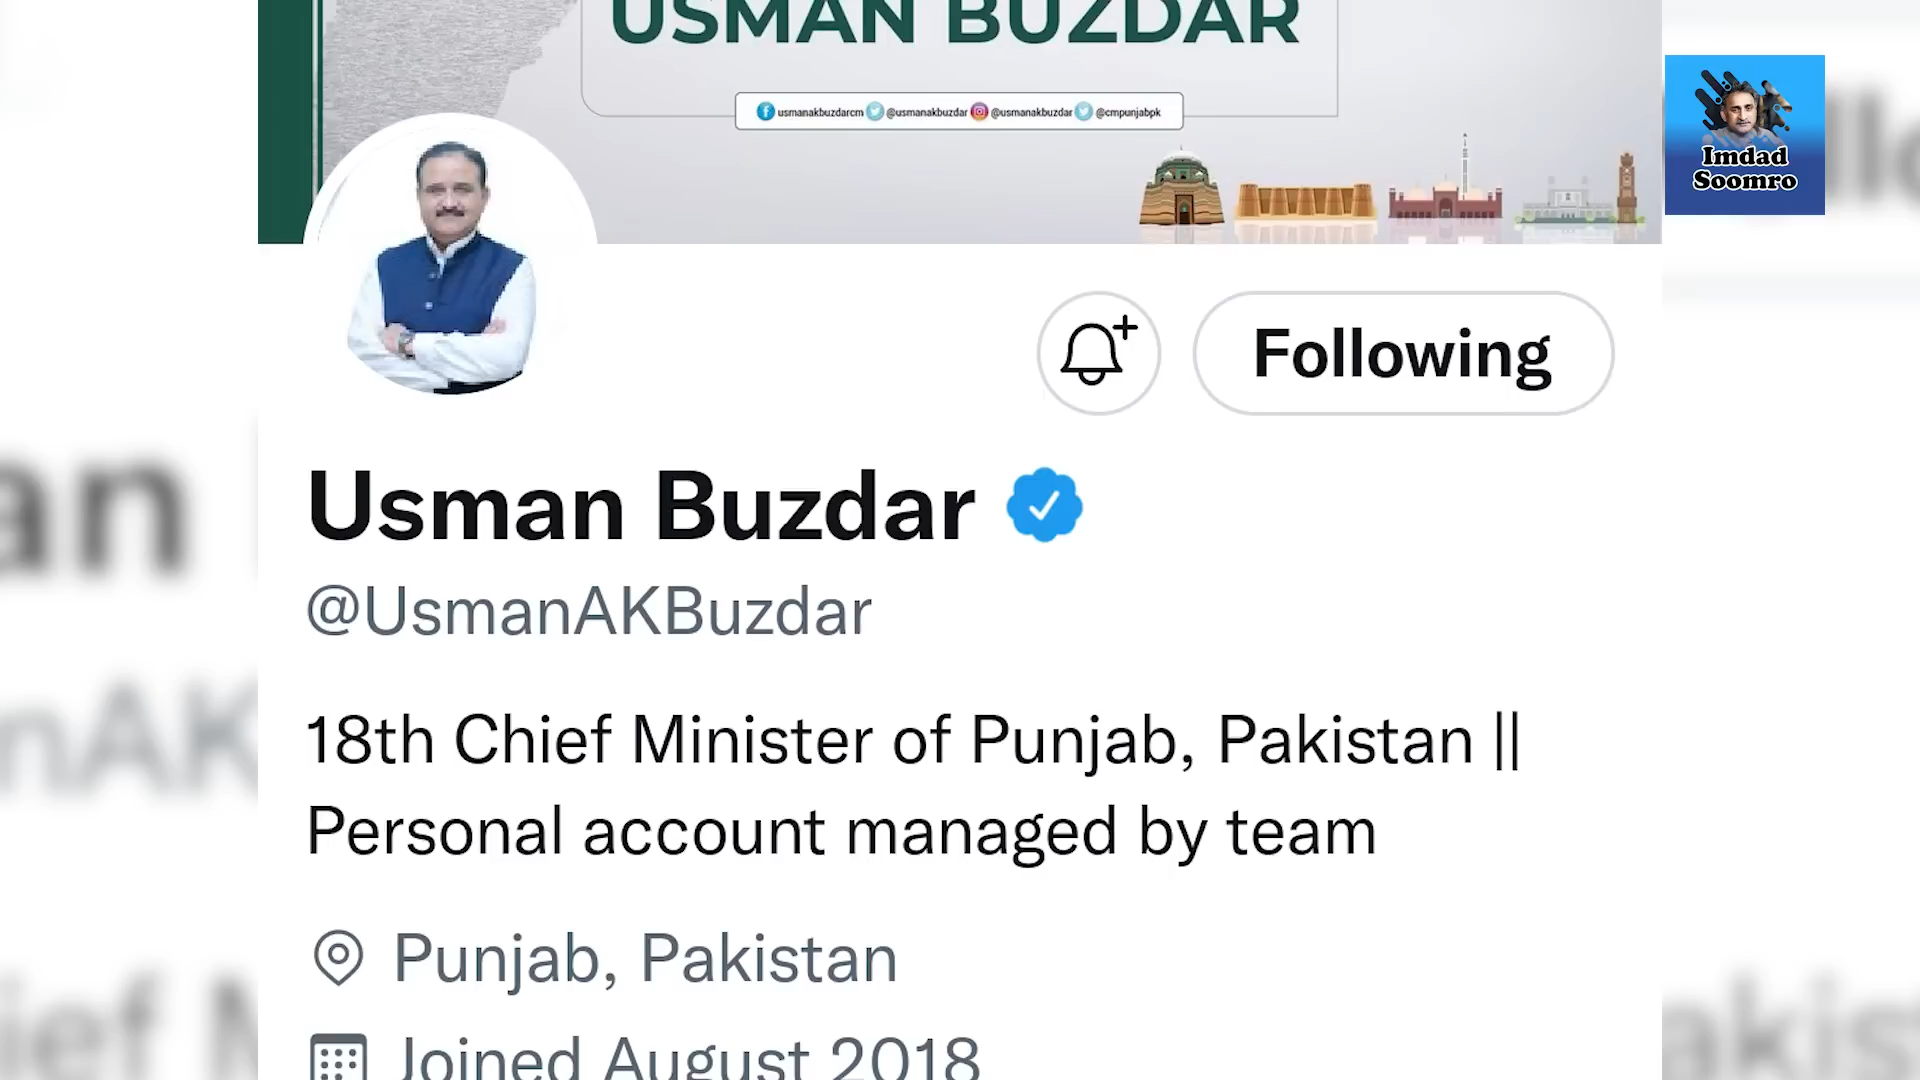 USMAN BUZDAR
usmanakbuzdarcm @usmanakbuzdar @usmanakbuzdar @cmpunjabpk
Imdad
Soomro
Following
Usman Buzdar
@UsmanAKBuzdar
18th Chief Minister of Punjab, Pakistan ||
Personal account managed by team
Punjab, Pakistan
Joined August 2018